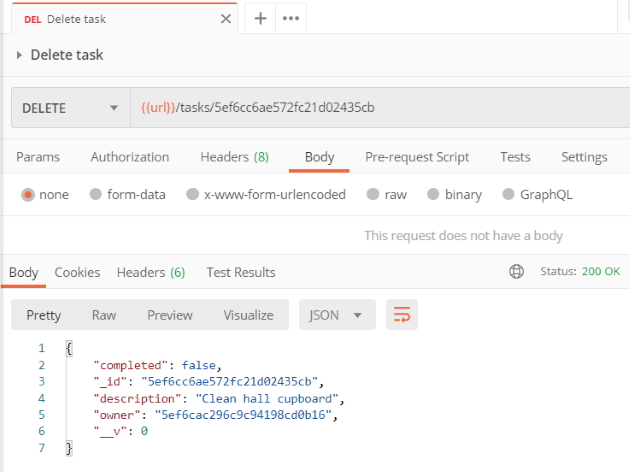 DEL Delete task
Delete task
DELETE {{url}}/tasks/5ef6cc6ae572fc21d02435cb
Params Authorization Headers (8) Body Pre-request Script Tests Settings
none form-data x-www-form-urlencoded raw binary GraphQL
This request does not have a body
Body Cookies Headers (6) Test Results Status: 200 OK
Pretty Raw Preview Visualize JSON
1 {
2 "completed": false,
3 "_id": "5ef6cc6ae572fc21d02435cb",
4 "description": "Clean hall cupboard",
5 "owner": "5ef6cac296c9c94198cd0b16",
6 "__v": 0
7 }